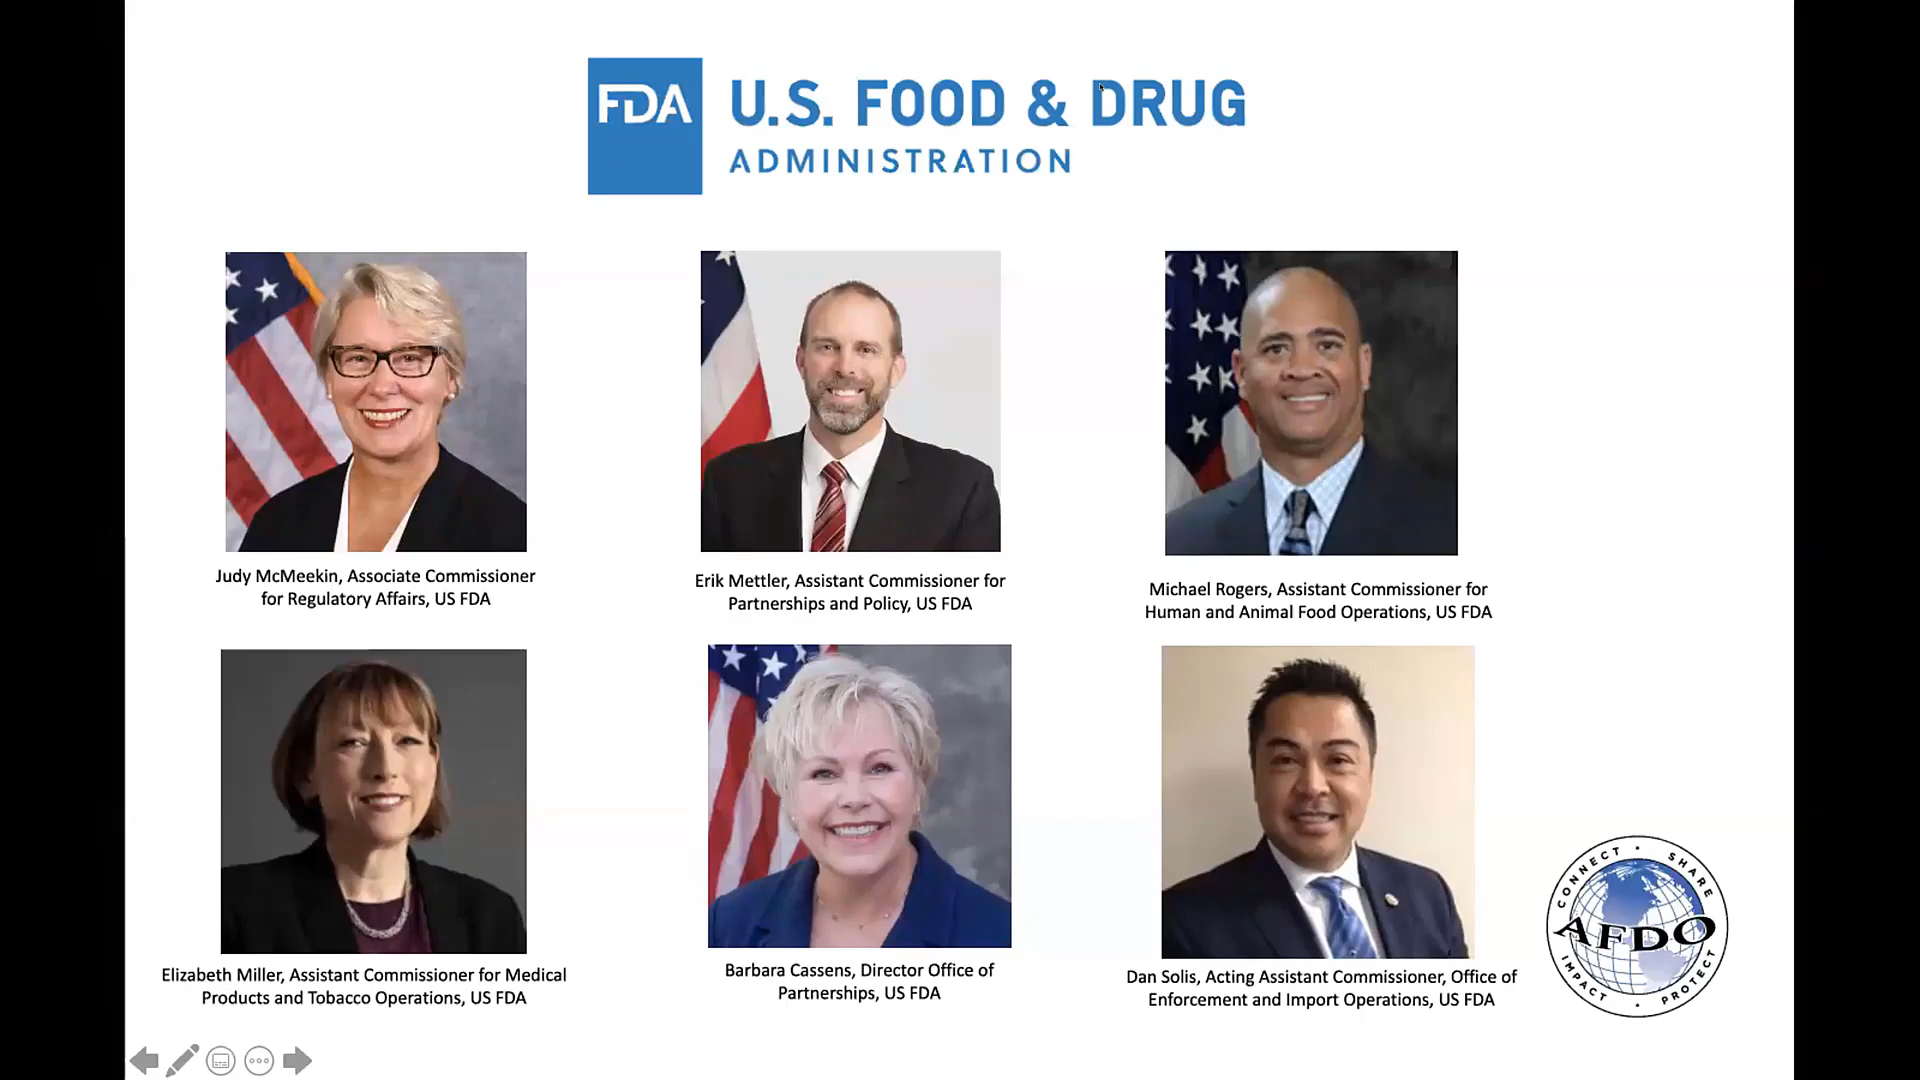 FDA
U.S. FOOD & DRUG
ADMINISTRATION
Judy McMeekin, Associate Commissioner
for Regulatory Affairs, US FDA
Erik Mettler, Assistant Commissioner for
Partnerships and Policy, US FDA
Michael Rogers, Assistant Commissioner for
Human and Animal Food Operations, US FDA
Elizabeth Miller, Assistant Commissioner for Medical
Products and Tobacco Operations, US FDA
Barbara Cassens, Director Office of
Partnerships, US FDA
Dan Solis, Acting Assistant Commissioner, Office of
Enforcement and Import Operations, US FDA
CONNECT • SHARE
AFDO
IMPACT • PROTECT